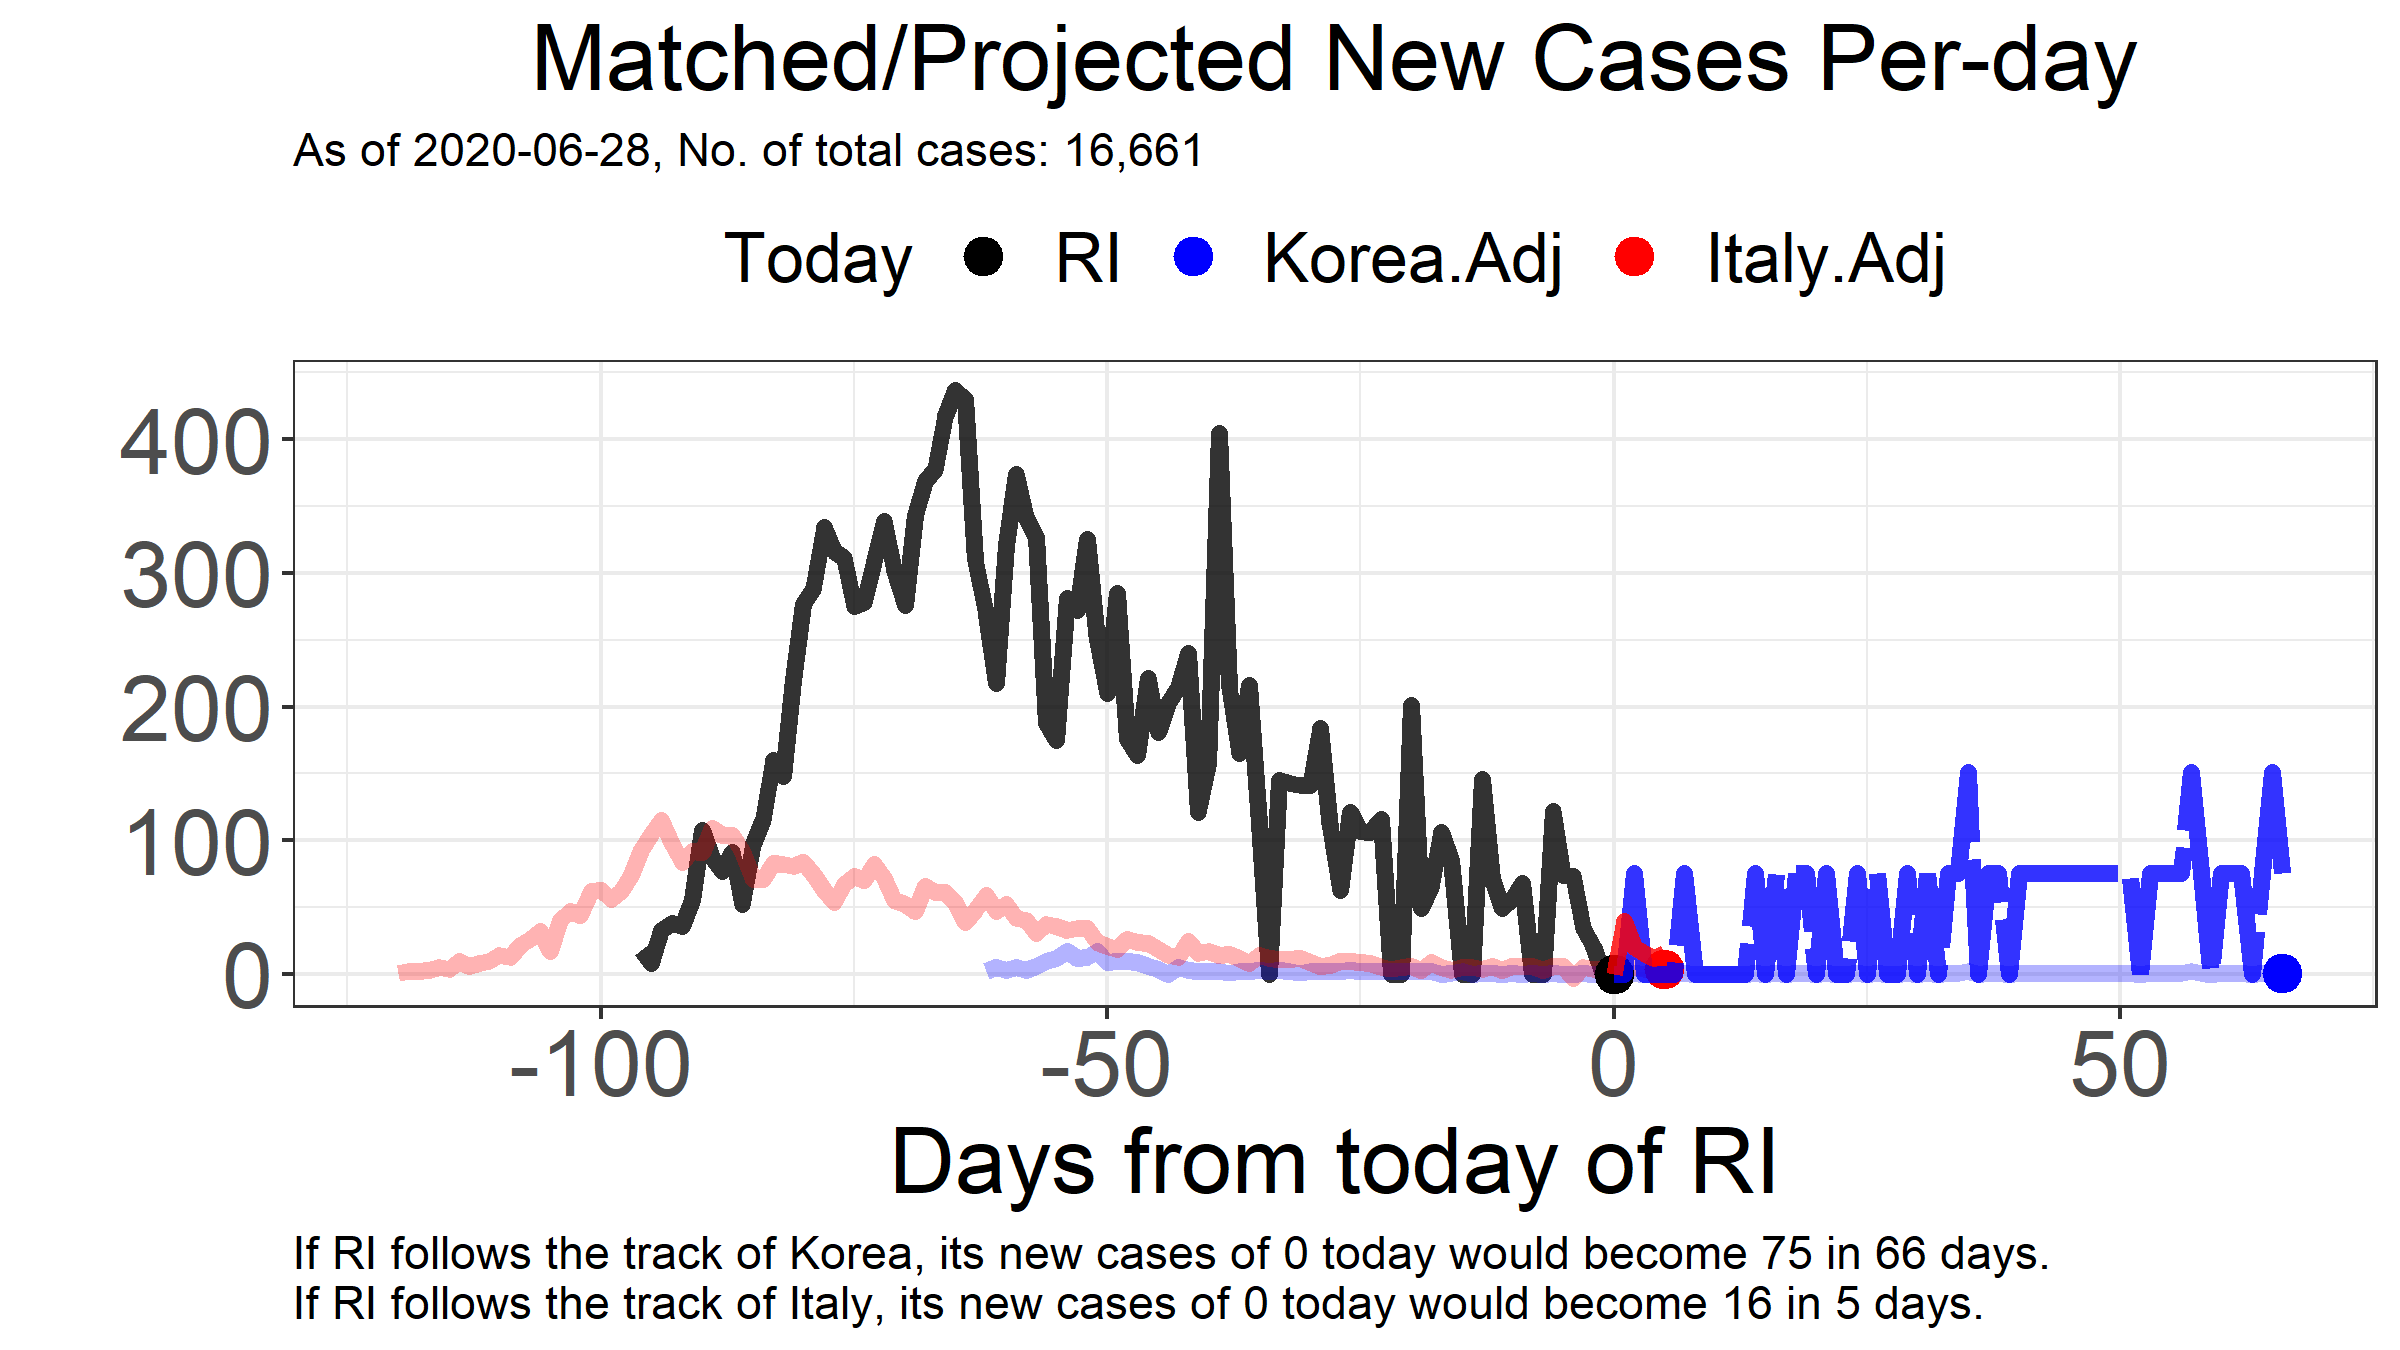 Matched/Projected New Cases Per-day
As of 2020-06-28, No. of total cases: 16,661
Today RI Korea.Adj Italy.Adj
400
300
200
100
0
-100 -50 0 50
Days from today of RI
If RI follows the track of Korea, its new cases of 0 today would become 75 in 66 days.
If RI follows the track of Italy, its new cases of 0 today would become 16 in 5 days.